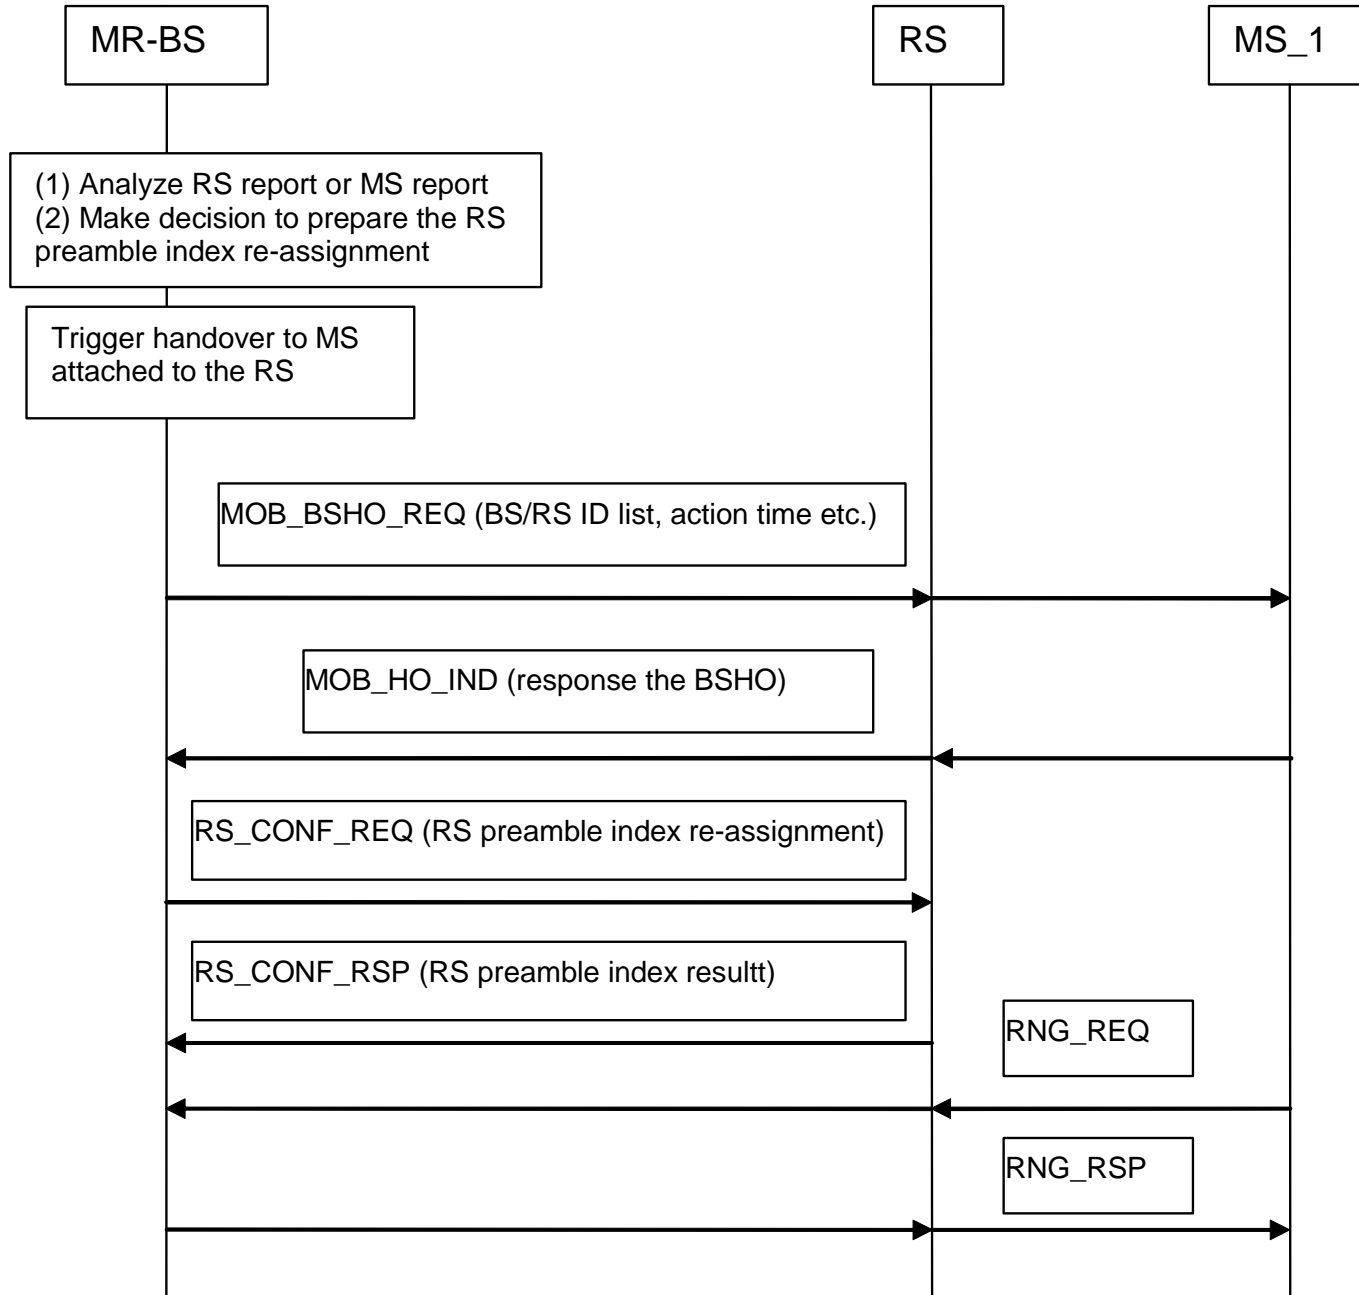 MR-BS
RS
MS_1
(1) Analyze RS report or MS report
(2) Make decision to prepare the RS
preamble index re-assignment
Trigger handover to MS
attached to the RS
MOB_BSHO_REQ (BS/RS ID list, action time etc.)
MOB_HO_IND (response the BSHO)
RS_CONF_REQ (RS preamble index re-assignment)
RS_CONF_RSP (RS preamble index resultt)
RNG_REQ
RNG_RSP